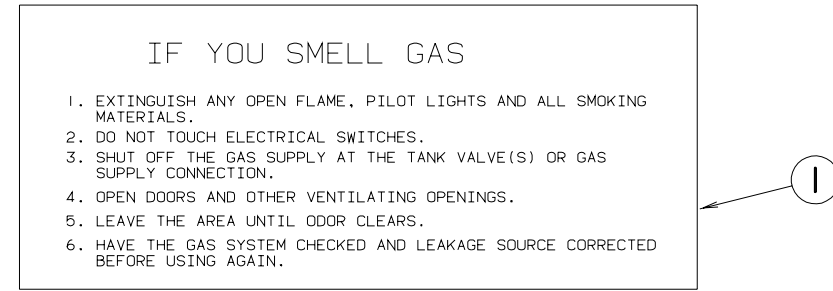 IF YOU SMELL GAS
1. EXTINGUISH ANY OPEN FLAME, PILOT LIGHTS AND ALL SMOKING
MATERIALS.
2. DO NOT TOUCH ELECTRICAL SWITCHES.
3. SHUT OFF THE GAS SUPPLY AT THE TANK VALVE(S) OR GAS
SUPPLY CONNECTION.
4. OPEN DOORS AND OTHER VENTILATING OPENINGS.
5. LEAVE THE AREA UNTIL ODOR CLEARS.
6. HAVE THE GAS SYSTEM CHECKED AND LEAKAGE SOURCE CORRECTED
BEFORE USING AGAIN.
1